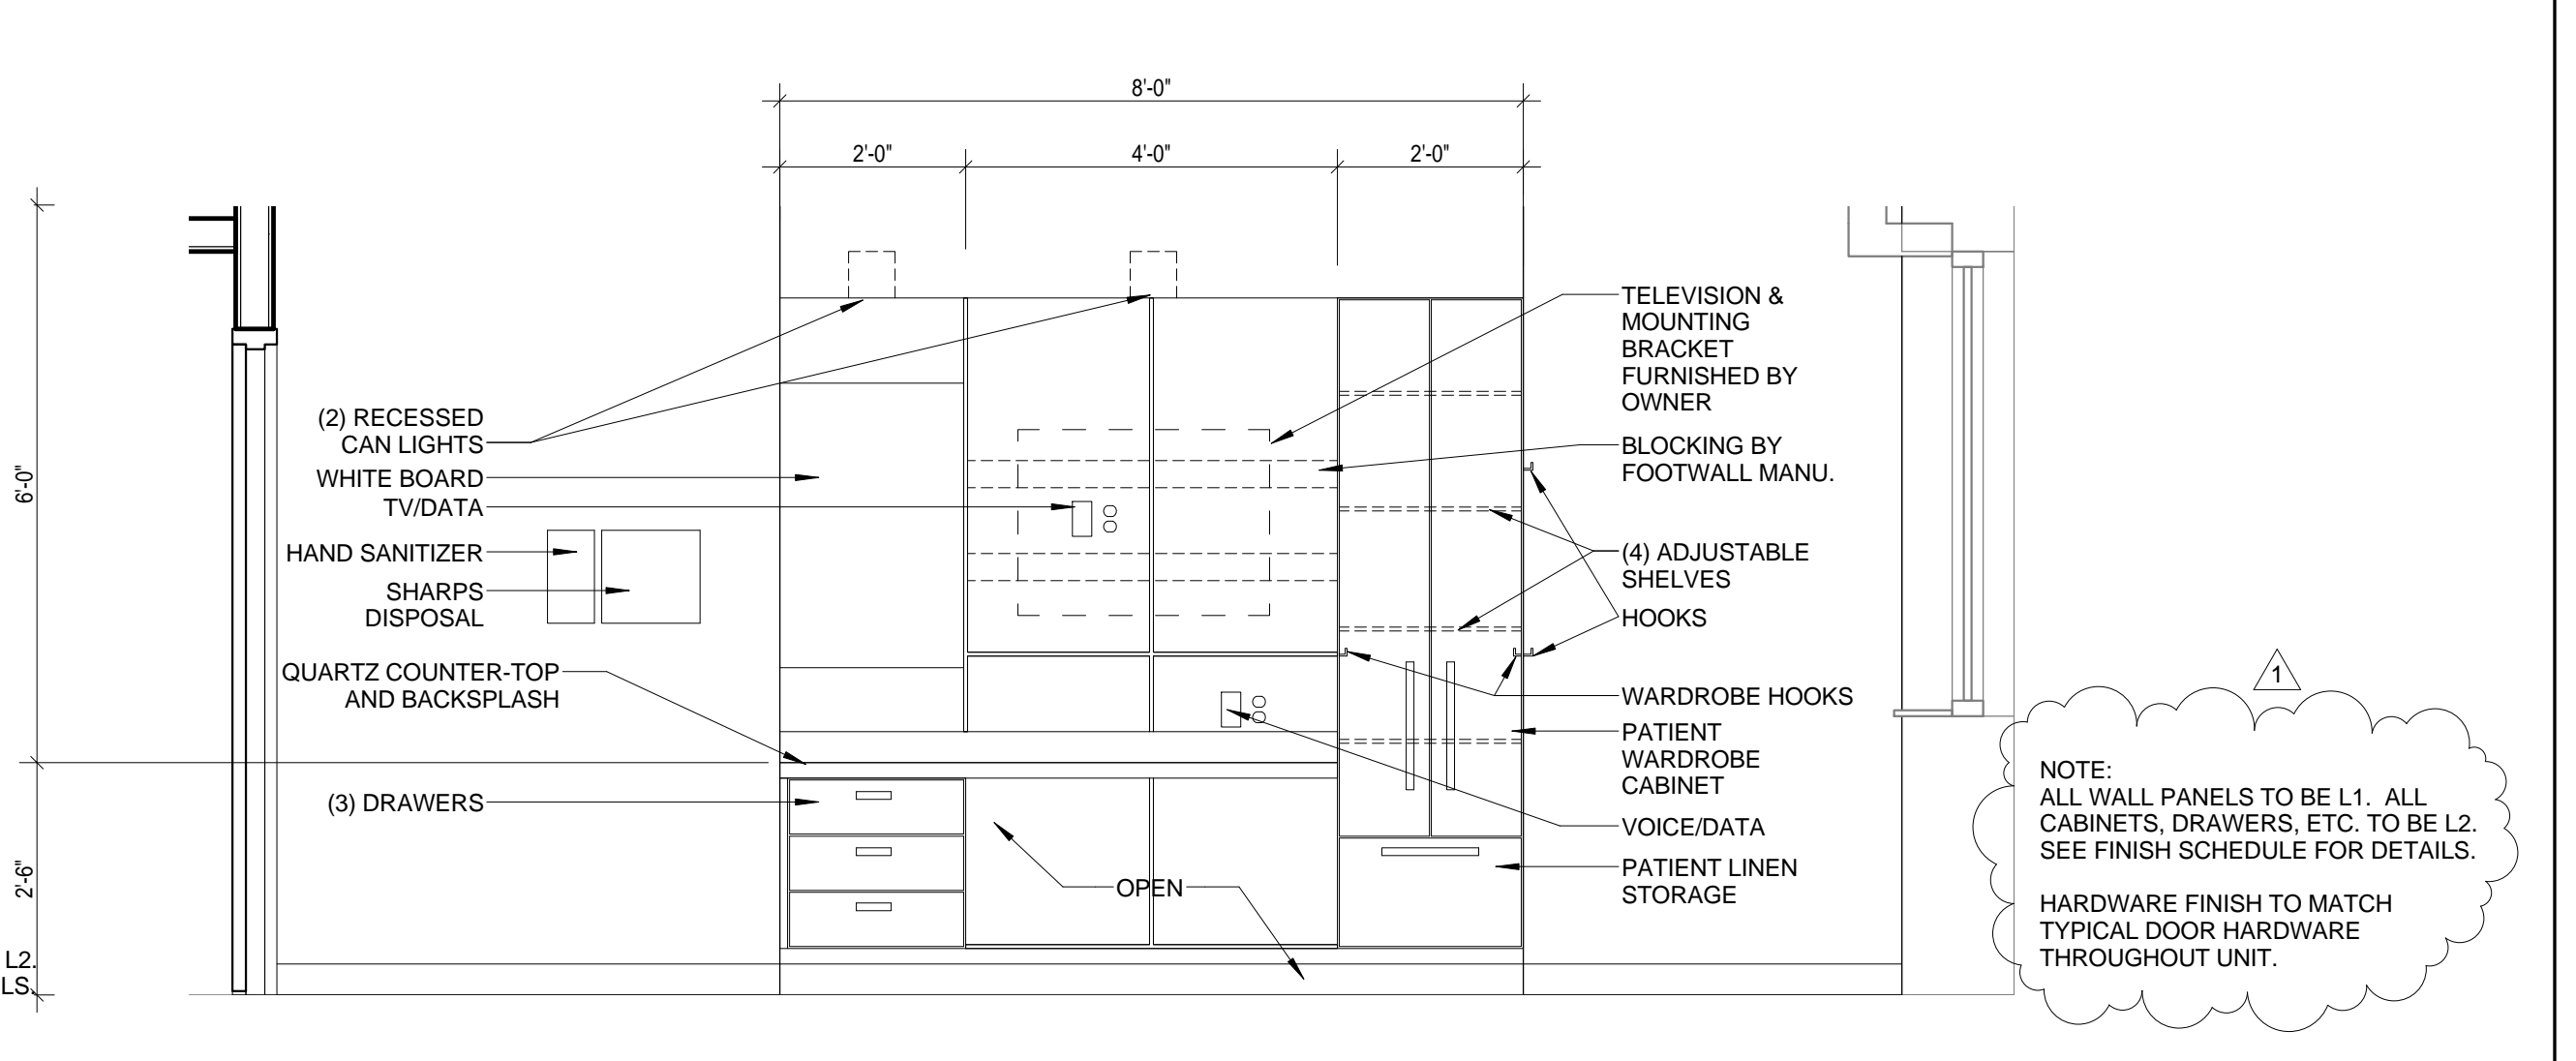 8'-0"
2'-0"
4'-0"
2'-0"
6'-0"
2'-6"
L2.
LS.
(2) RECESSED
CAN LIGHTS
WHITE BOARD
TV/DATA
HAND SANITIZER
SHARPS
DISPOSAL
QUARTZ COUNTER-TOP
AND BACKSPLASH
(3) DRAWERS
OPEN
TELEVISION &
MOUNTING
BRACKET
FURNISHED BY
OWNER
BLOCKING BY
FOOTWALL MANU.
(4) ADJUSTABLE
SHELVES
HOOKS
WARDROBE HOOKS
PATIENT
WARDROBE
CABINET
VOICE/DATA
PATIENT LINEN
STORAGE
1
NOTE:
ALL WALL PANELS TO BE L1. ALL
CABINETS, DRAWERS, ETC. TO BE L2.
SEE FINISH SCHEDULE FOR DETAILS.
HARDWARE FINISH TO MATCH
TYPICAL DOOR HARDWARE
THROUGHOUT UNIT.